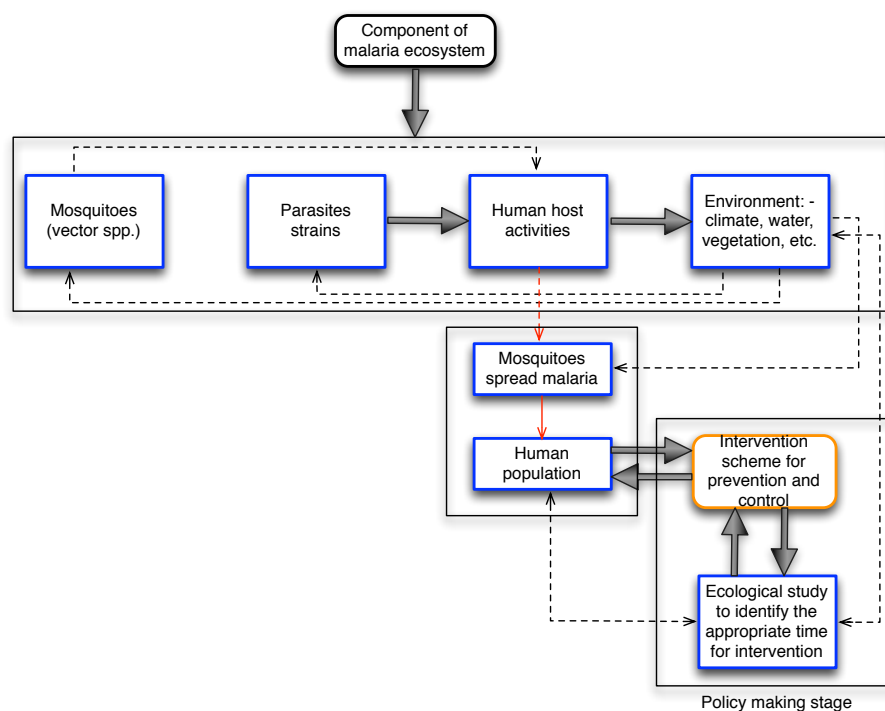 Component of
malaria ecosystem
Mosquitoes
(vector spp.)
Parasites
strains
Human host
activities
Environment: -
climate, water,
vegetation, etc.
Mosquitoes
spread malaria
Human
population
Intervention
scheme for
prevention and
control
Ecological study
to identify the
appropriate time
for intervention
Policy making stage